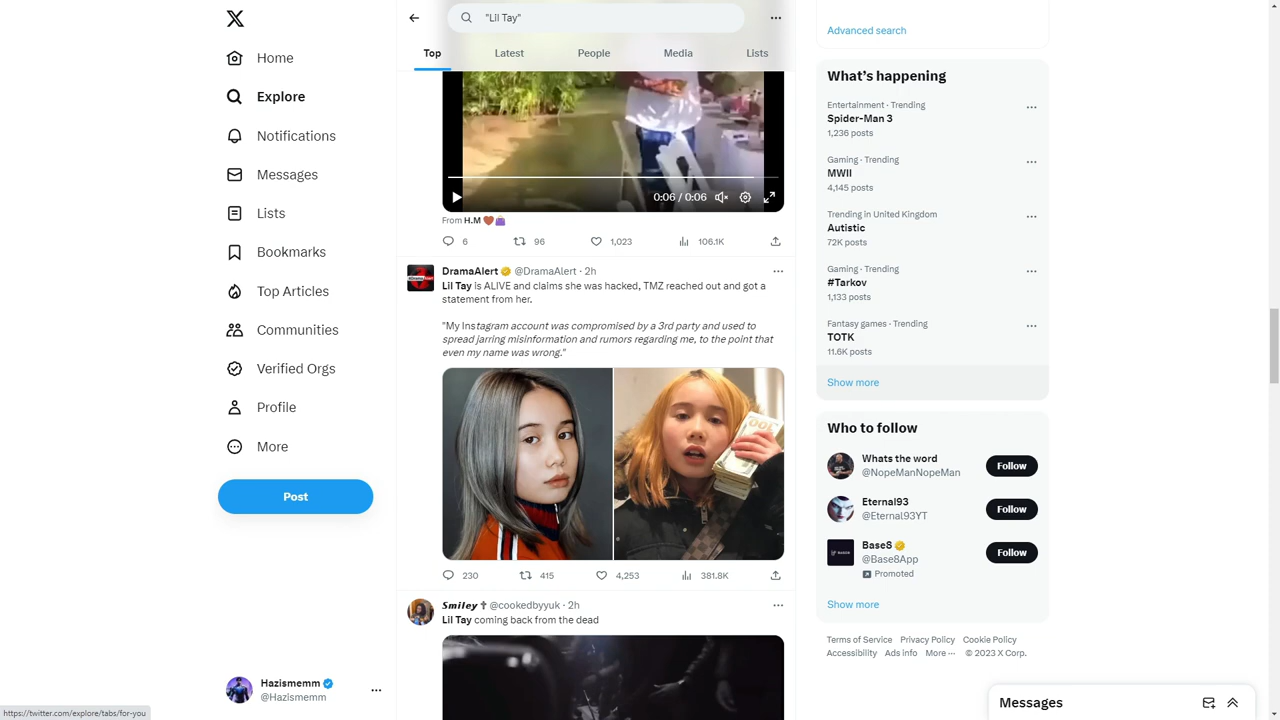 Home
Explore
Notifications
Messages
Lists
Bookmarks
Top Articles
Communities
Verified Orgs
Profile
More
Post
Hazismemm
@Hazismemm
https://twitter.com/explore/tabs/for-you
"Lil Tay"
Top
Latest
People
Media
Lists
0:06 / 0:06
From H.M
6
96
1,023
106.1K
DramaAlert @DramaAlert · 2h
Lil Tay is ALIVE and claims she was hacked, TMZ reached out and got a
statement from her.
"My Instagram account was compromised by a 3rd party and used to
spread jarring misinformation and rumors regarding me, to the point that
even my name was wrong."
230
415
4,253
381.8K
Smiley @cookedbyyuk · 2h
Lil Tay coming back from the dead
Advanced search
What's happening
Entertainment · Trending
Spider-Man 3
1,236 posts
Gaming · Trending
MWII
4,145 posts
Trending in United Kingdom
Autistic
72K posts
Gaming · Trending
#Tarkov
1,133 posts
Fantasy games · Trending
TOTK
11.6K posts
Show more
Who to follow
Whats the word
@NopeManNopeMan
Follow
Eternal93
@Eternal93YT
Follow
Base8
@Base8App
Promoted
Follow
Show more
Terms of Service Privacy Policy Cookie Policy
Accessibility Ads info More ··· © 2023 X Corp.
Messages